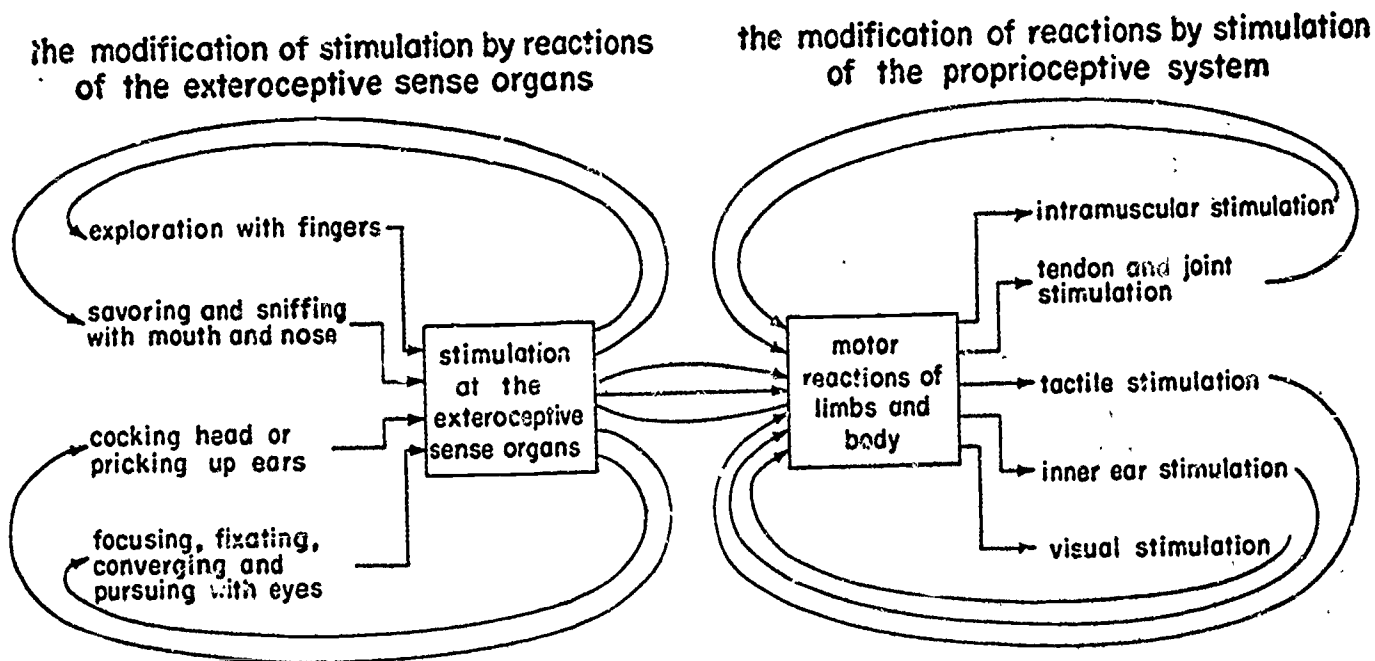 the modification of stimulation by reactions
of the exteroceptive sense organs
the modification of reactions by stimulation
of the proprioceptive system
exploration with fingers
savoring and sniffing
with mouth and nose
cocking head or
pricking up ears
focusing, fixating,
converging and
pursuing with eyes
stimulation
at the
exteroceptive
sense organs
motor
reactions of
limbs and
body
intramuscular stimulation
tendon and joint
stimulation
tactile stimulation
inner ear stimulation
visual stimulation